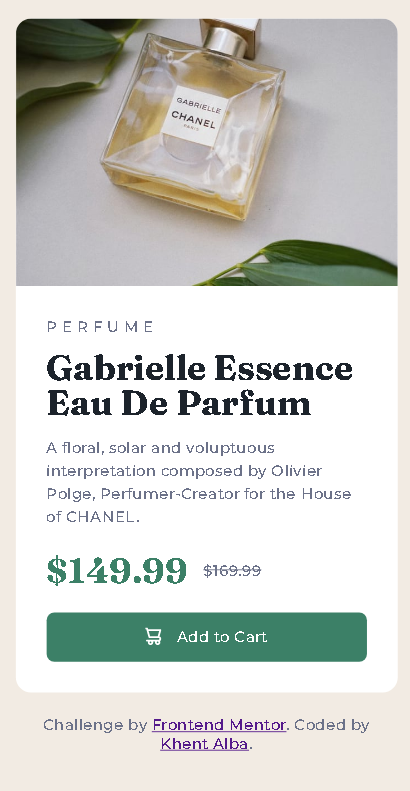 GABRIELLE
CHANEL
PARIS
PERFUME
Gabrielle Essence
Eau De Parfum
A floral, solar and voluptuous
interpretation composed by Olivier
Polge, Perfumer-Creator for the House
of CHANEL.
$149.99 $169.99
Add to Cart
Challenge by Frontend Mentor. Coded by
Khent Alba.